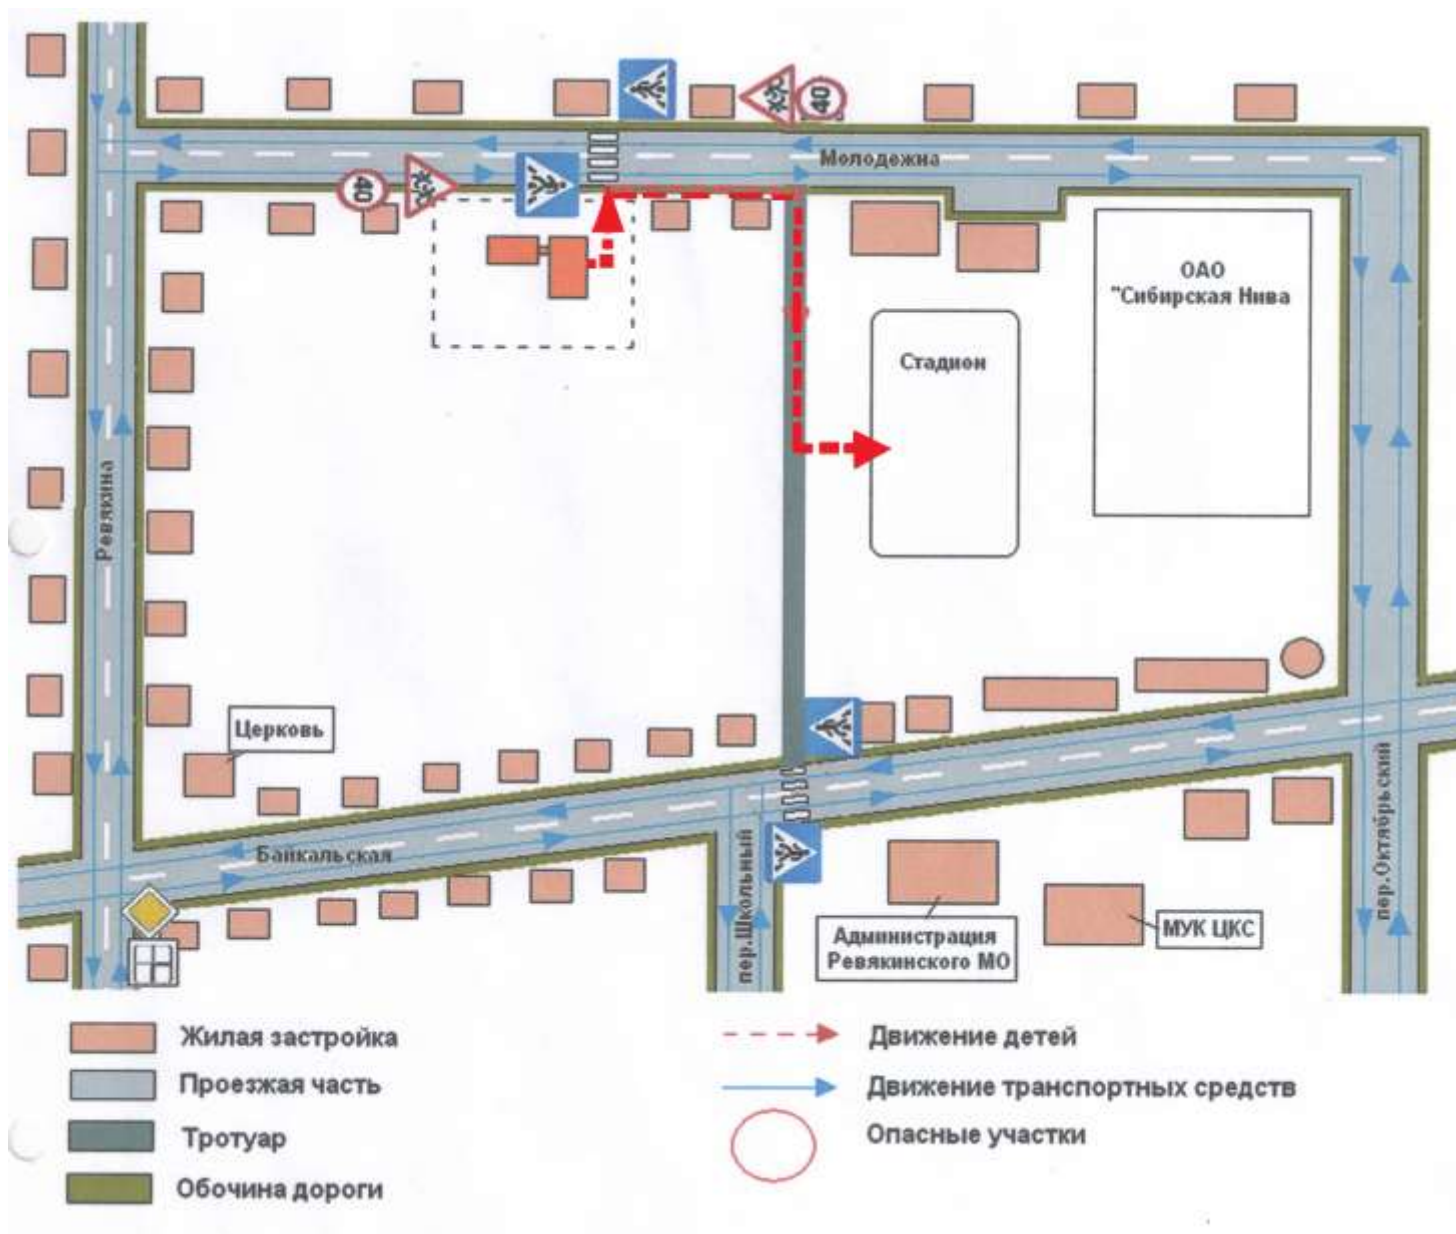 40
Молодежна
40
ОАО
"Сибирская Нива
Стадион
Ревякина
Церковь
Байкальская
пер.Школьный
Администрация
Ревякинского МО
МУК ЦКС
пер.Октябрьский
Жилая застройка
Проезжая часть
Тротуар
Обочина дороги
Движение детей
Движение транспортных средств
Опасные участки